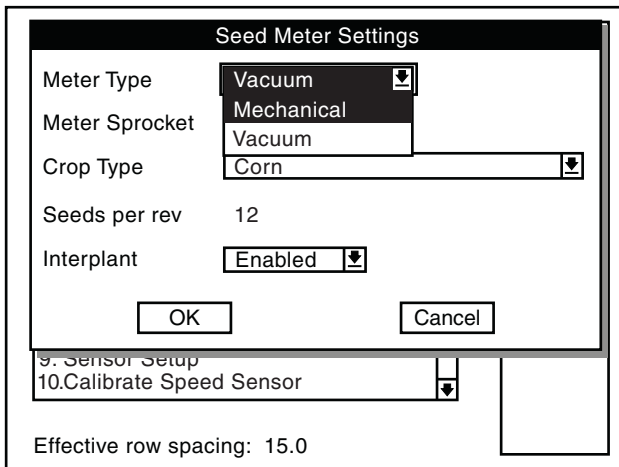 Seed Meter Settings
Meter Type Vacuum
Mechanical
Meter Sprocket
Vacuum
Crop Type Corn
Seeds per rev 12
Interplant Enabled
OK Cancel
9. Sensor Setup
10.Calibrate Speed Sensor
Effective row spacing: 15.0